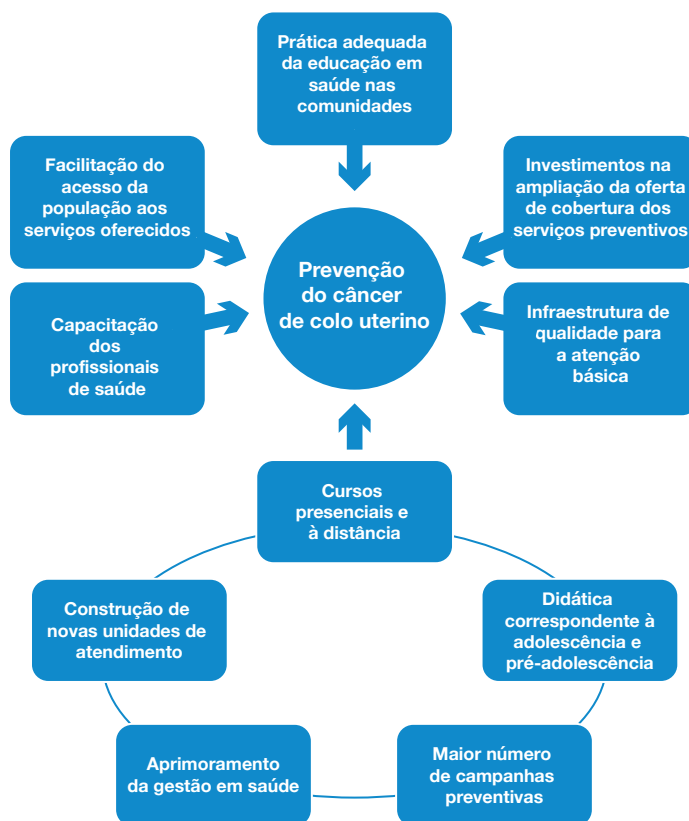 Prática adequada
da educação em
saúde nas
comunidades
Facilitação do
acesso da
população aos
serviços oferecidos
Investimentos na
ampliação da oferta
de cobertura dos
serviços preventivos
Prevenção
do câncer
de colo uterino
Capacitação
dos
profissionais
de saúde
Infraestrutura de
qualidade para
a atenção
básica
Cursos
presenciais e
à distância
Construção de
novas unidades de
atendimento
Didática
correspondente à
adolescência e
pré-adolescência
Aprimoramento
da gestão em saúde
Maior número
de campanhas
preventivas